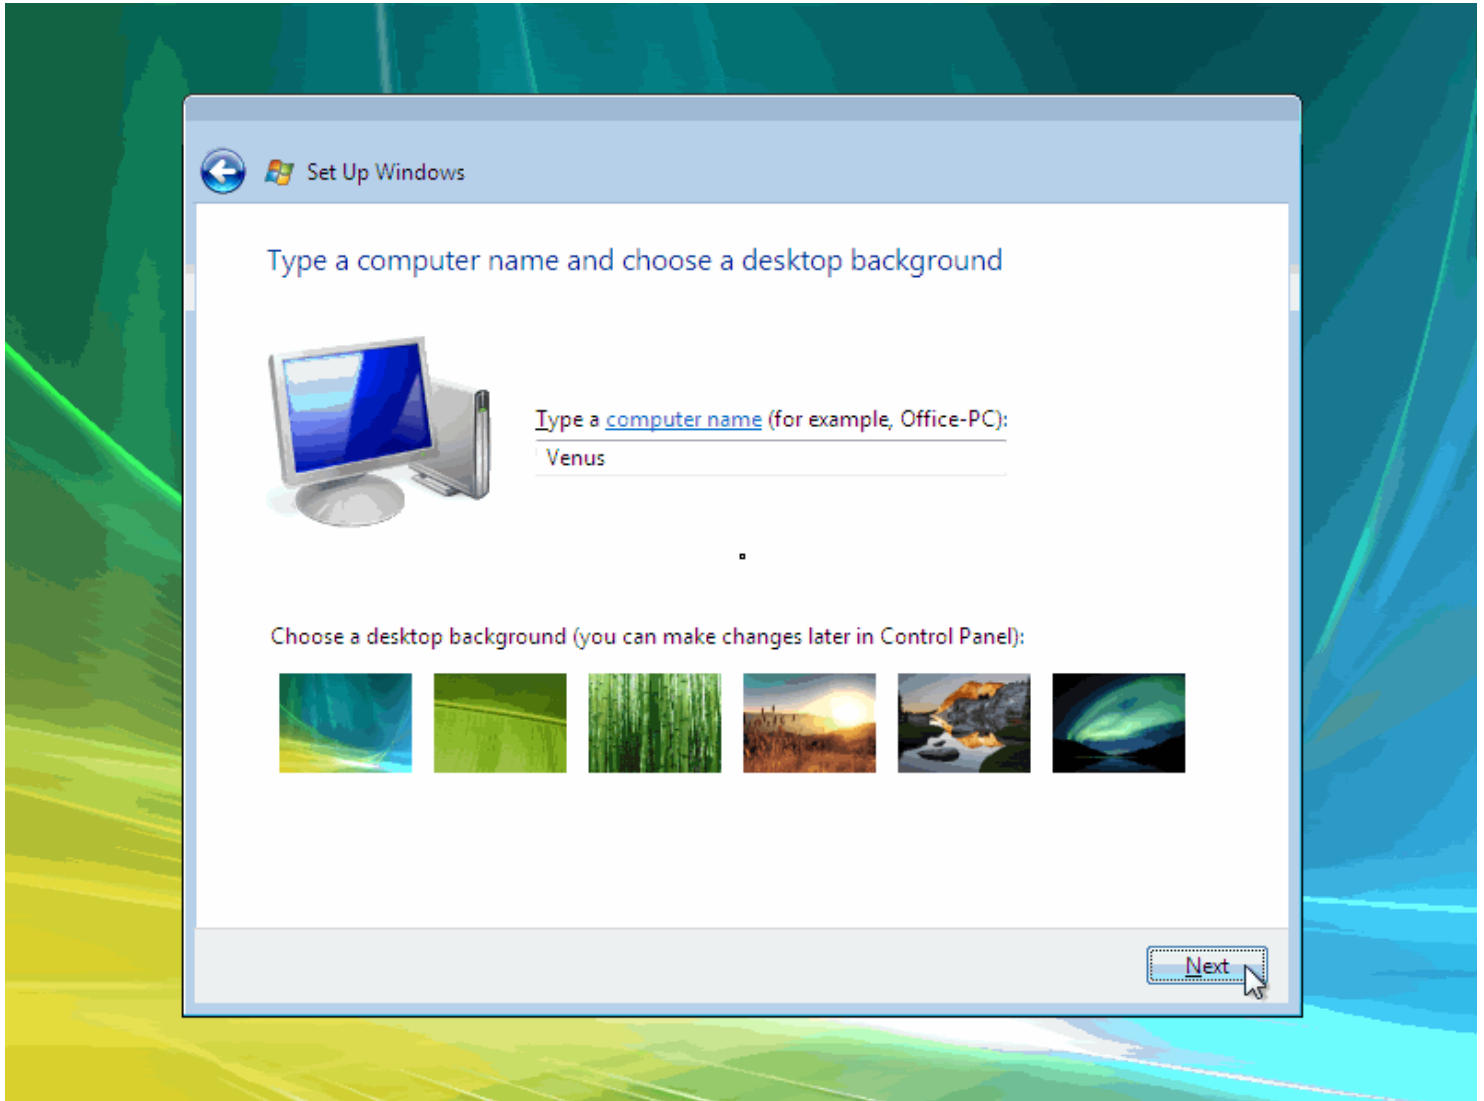 Set Up Windows
Type a computer name and choose a desktop background
Type a computer name (for example, Office-PC):
Venus
Choose a desktop background (you can make changes later in Control Panel):
Next